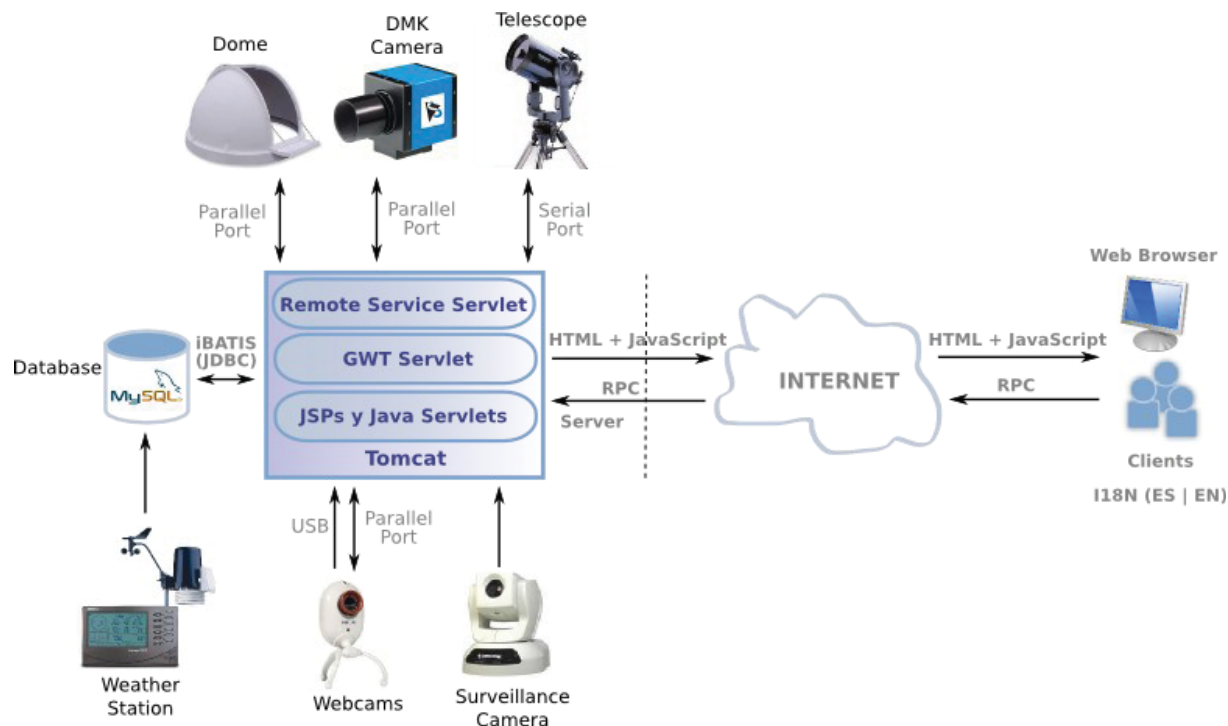 Dome
DMK
Camera
Telescope
Parallel
Port
Parallel
Port
Serial
Port
Web Browser
Remote Service Servlet
iBATIS
(JDBC)
GWT Servlet
HTML + JavaScript
HTML + JavaScript
Database
MySQL
INTERNET
RPC
RPC
JSPs y Java Servlets
Server
Tomcat
Clients
I18N (ES | EN)
USB
Parallel
Port
Weather
Station
Webcams
Surveillance
Camera